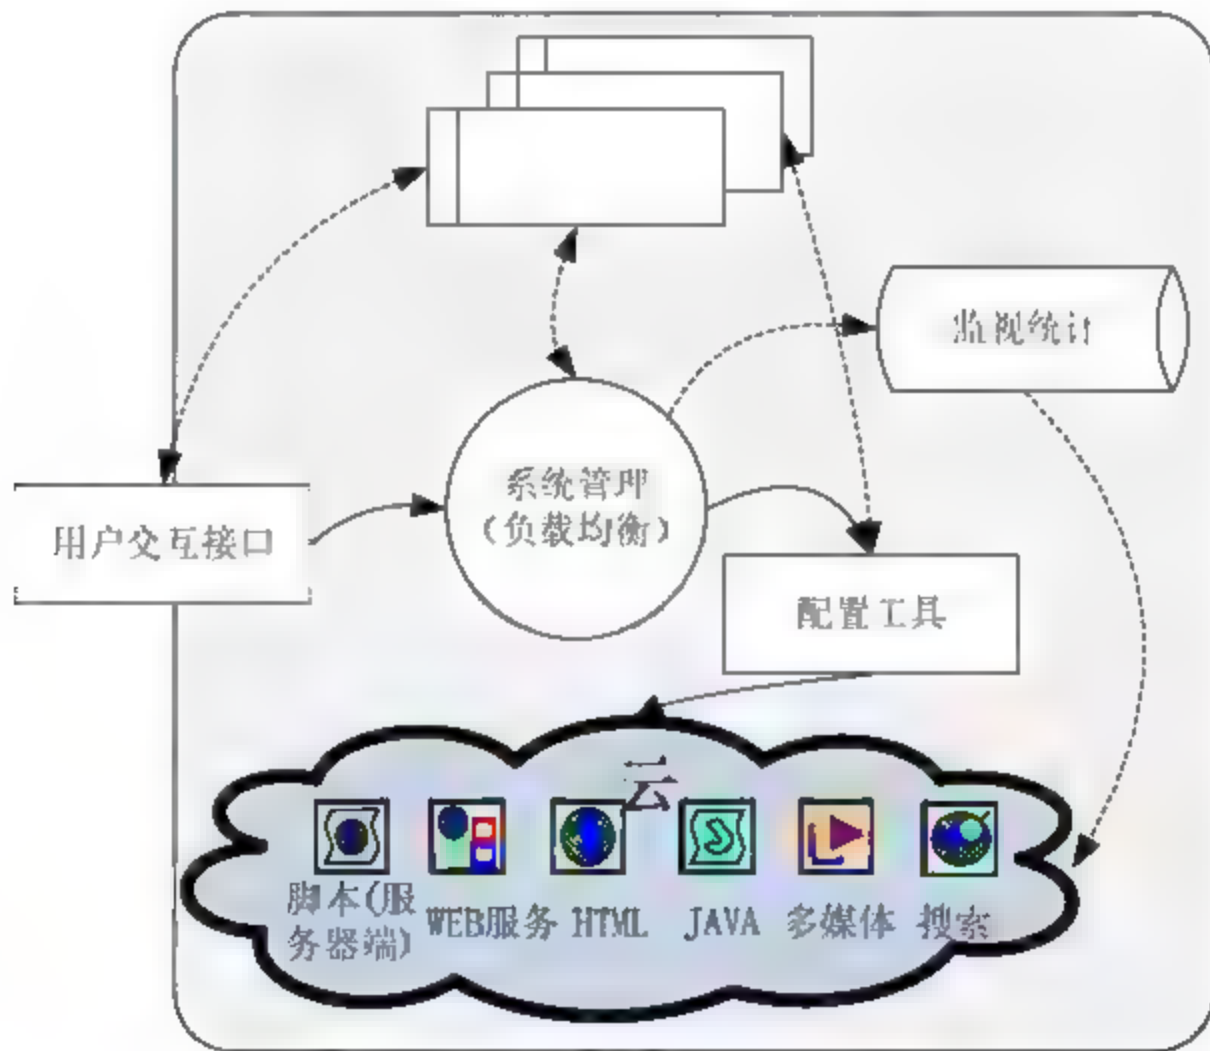 监视统计
系统管理
(负载均衡)
用户交互接口
配置工具
云
脚本(服
务器端)
WEB服务
HTML
JAVA
多媒体
搜索